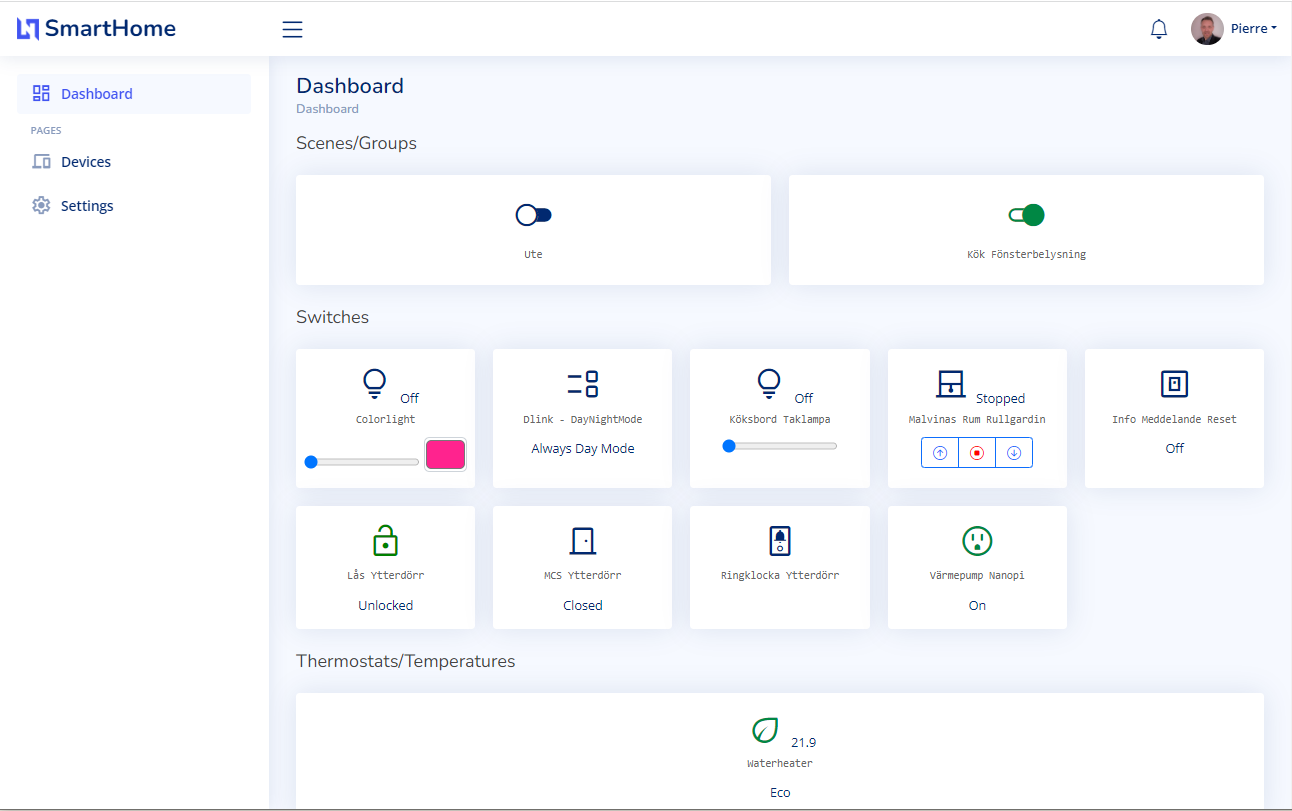 SmartHome
Pierre
Dashboard
PAGES
Devices
Settings
Dashboard
Dashboard
Scenes/Groups
Ute
Kök Fönsterbelysning
Switches
Off
Colorlight
Dlink - DayNightMode
Always Day Mode
Off
Köksbord Taklampa
Stopped
Malvinas Rum Rullgardin
Info Meddelande Reset
Off
Lås Ytterdörr
Unlocked
MCS Ytterdörr
Closed
Ringklocka Ytterdörr
Värmepump Nanopi
On
Thermostats/Temperatures
21.9
Waterheater
Eco